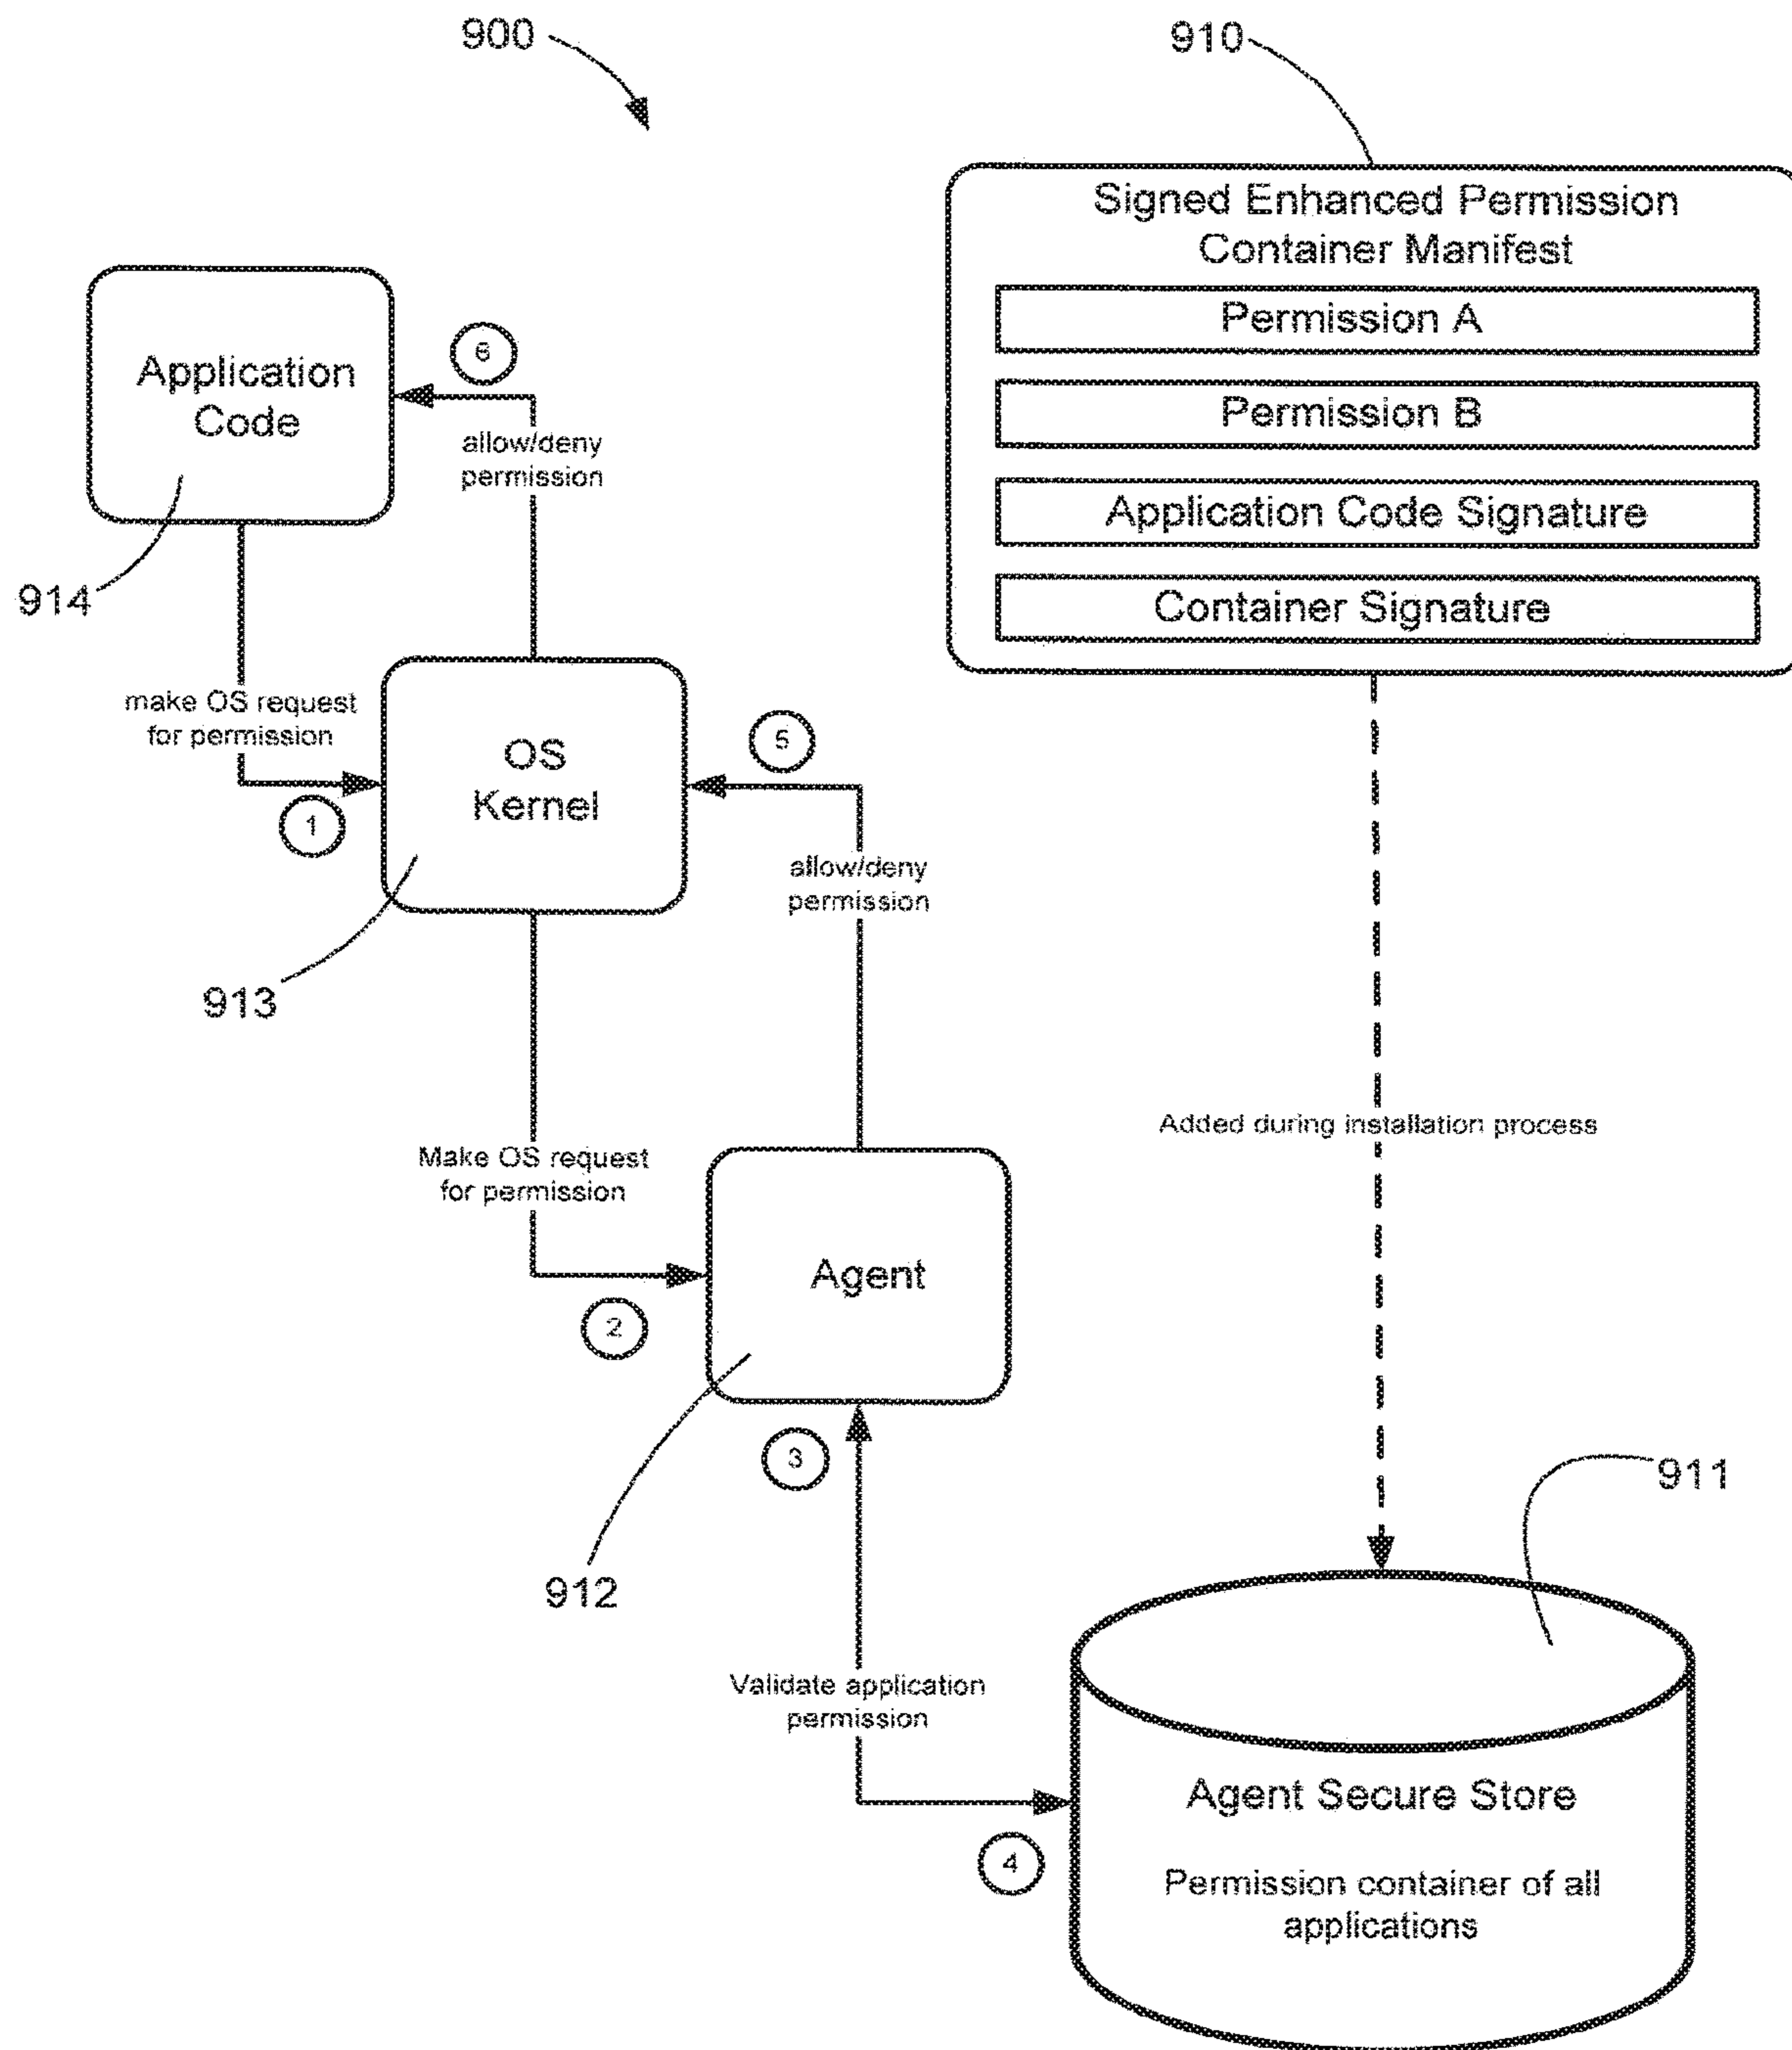 900
910
Signed Enhanced Permission
Container Manifest
Permission A
Permission B
Application Code Signature
Container Signature
Application
Code
6
allow/deny
permission
914
make OS request
for permission
1
OS
Kernel
5
allow/deny
permission
913
Make OS request
for permission
2
Agent
Added during installation process
3
912
911
Validate application
permission
4
Agent Secure Store
Permission container of all
applications